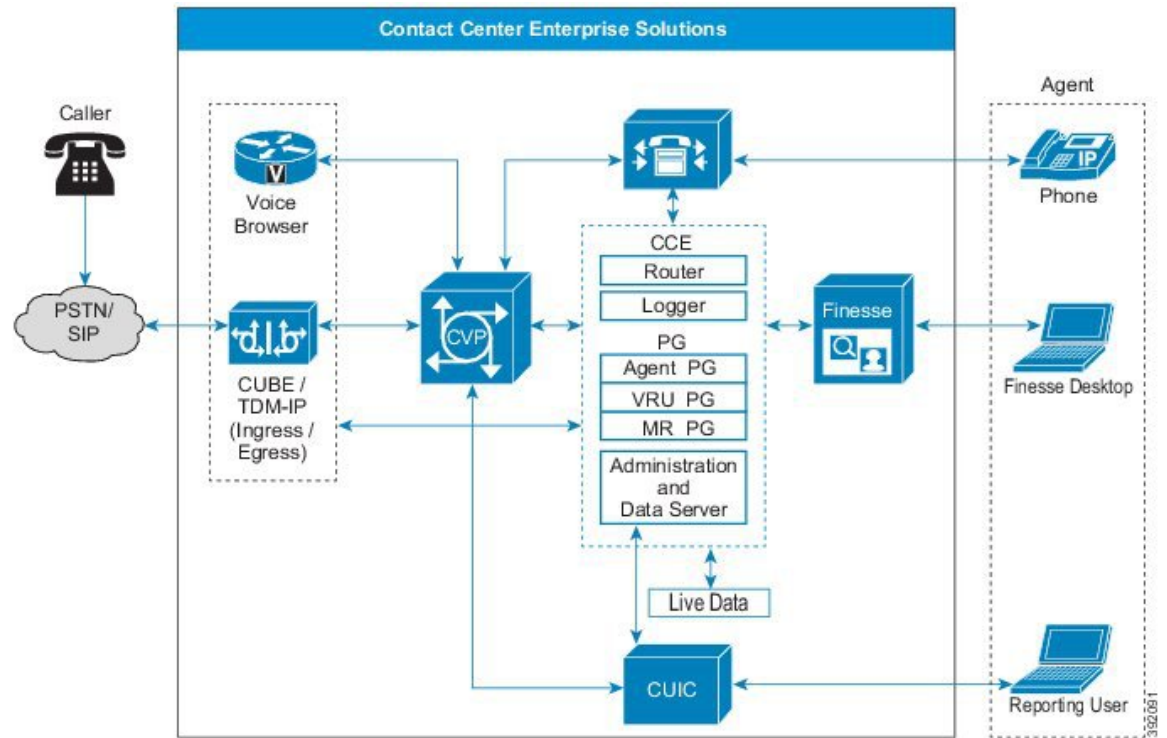 Contact Center Enterprise Solutions
Caller
PSTN/
SIP
V
Voice
Browser
d b
CUBE /
TDM-IP
(Ingress /
Egress)
CVP
CCE
Router
Logger
PG
Agent PG
VRU PG
MR PG
Administration
and
Data Server
Live Data
CUIC
Finesse
Agent
IP
Phone
Finesse Desktop
Reporting User
392091